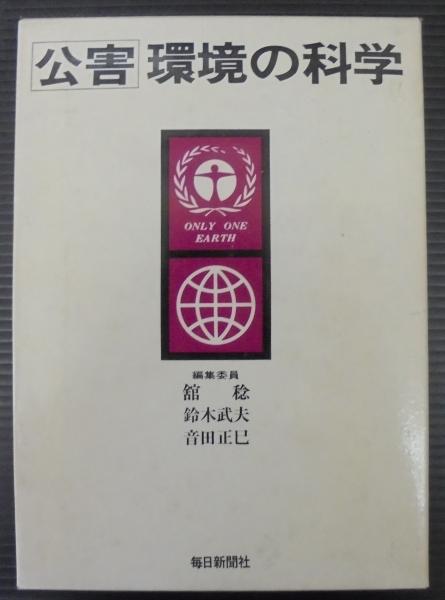 公害 環境の科学
ONLY ONE
EARTH
編集委員
舘 稔
鈴木武夫
音田正巳
毎日新聞社